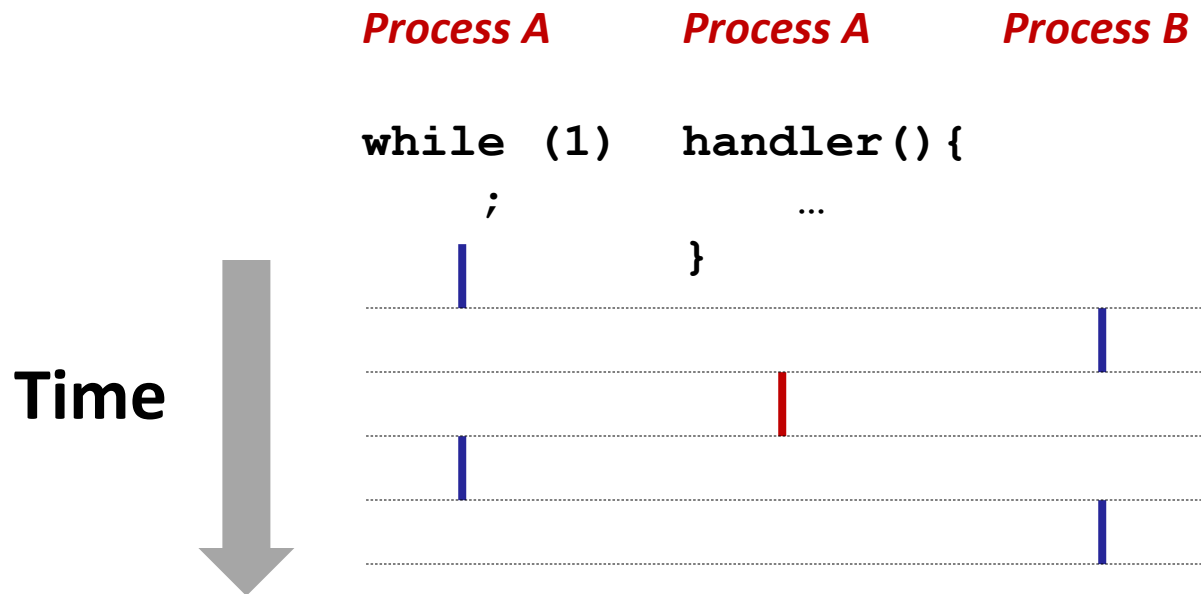 Process A Process A Process B
while (1) handler(){
; …
}
Time